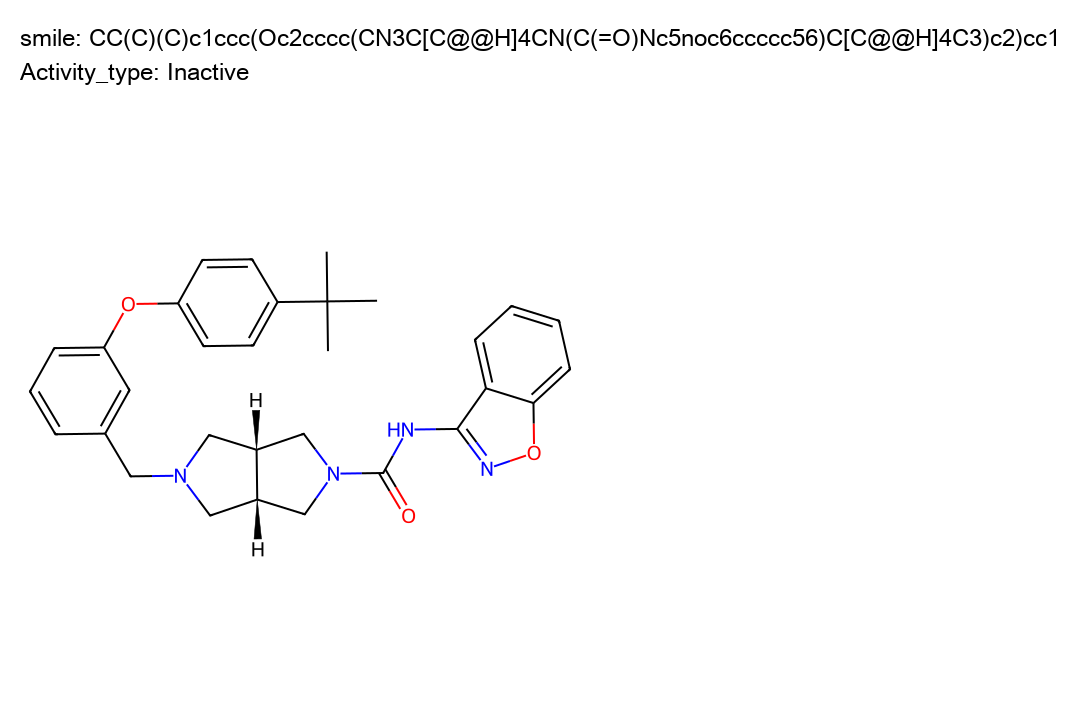 smile: CC(C)(C)c1ccc(Oc2cccc(CN3C[C@@H]4CN(C(=O)Nc5noc6ccccc56)C[C@@H]4C3)c2)cc1
Activity_type: Inactive
O
H
HN
N
N
N
O
O
H